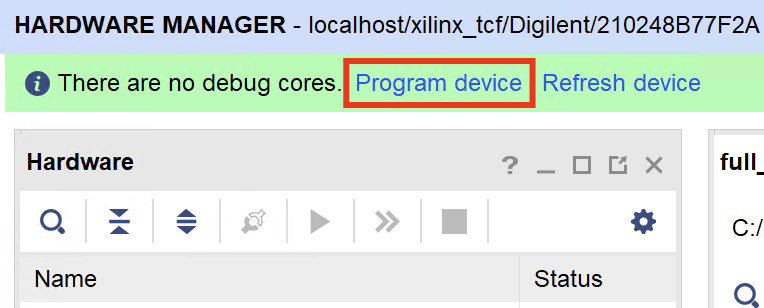 HARDWARE MANAGER - localhost/xilinx_tcf/Digilent/210248B77F2A
There are no debug cores. Program device Refresh device
Hardware ?
full_
C:/
Name Status